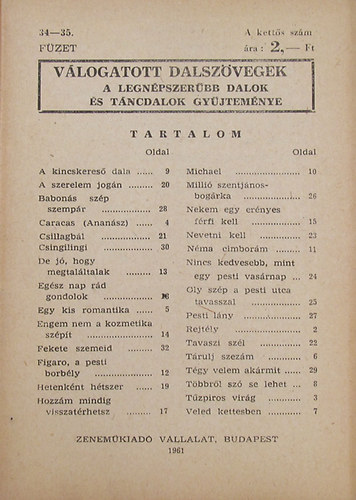 34—35.
FÜZET
A kettős szám
ára: 2,— Ft
VÁLOGATOTT DALSZÖVEGEK
A LEGNÉPSZERŰBB DALOK
ÉS TÁNCDALOK GYŰJTEMÉNYE
TARTALOM
Oldal
A kincskereső dala ..... 9
A szerelem jogán ......... 20
Babonás szép
szempár ................. 28
Caracas (Ananász) ..... 4
Csillagbál ................. 21
Csingilingi ................. 30
De jó, hogy
megtaláltalak ......... 13
Egész nap rád
gondolok .................
Egy kis romantika ...... 5
Engem nem a kozmetika
szépít ..................... 14
Fekete szemeid ......... 32
Figaro, a pesti
borbély ................. 12
Hetenként hétszer ...... 19
Hozzám mindig
visszatérhetsz ......... 17
Oldal
Michael ..................... 10
Millió szentjános-
bogárka ................. 26
Nekem egy erényes
férfi kell ................. 15
Nevetni kell ............. 23
Néma cimborám ......... 11
Nincs kedvesebb, mint
egy pesti vasárnap ... 24
Oly szép a pesti utca
tavasszal ................. 25
Pesti lány ................. 27
Rejtély ..................... 2
Tavaszi szél ............. 22
Tárulj szezám ............. 6
Tégy velem akármit ...... 29
Többről szó se lehet ... 8
Tűzpiros virág ............. 3
Veled kettesben ......... 7
ZENEMŰKIADÓ VÁLLALAT, BUDAPEST
1961